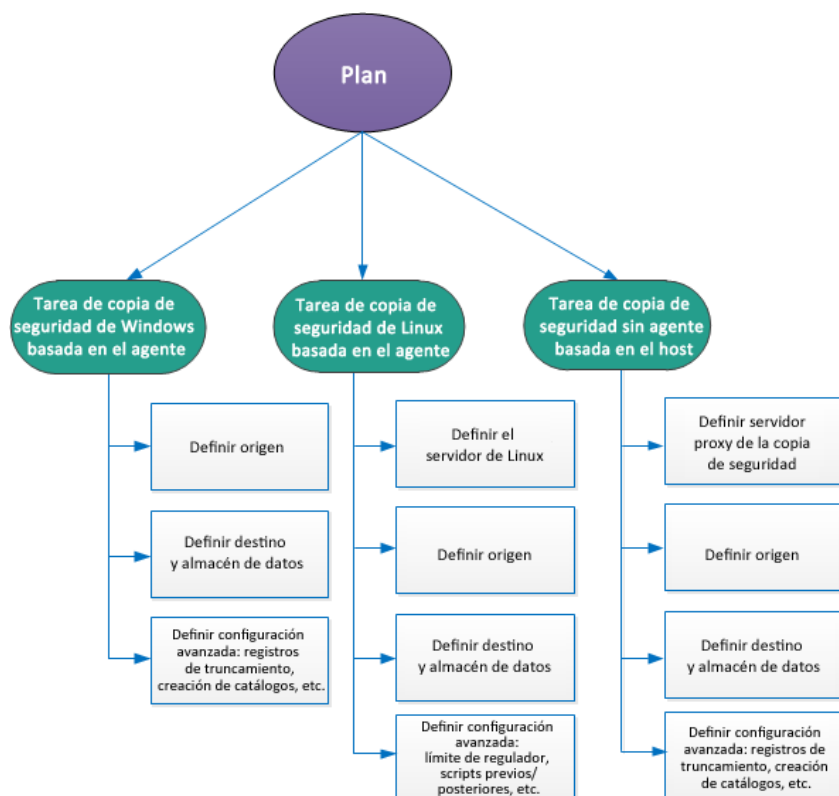 Plan
Tarea de copia de
seguridad de Windows
basada en el agente
Tarea de copia de
seguridad de Linux
basada en el agente
Tarea de copia de
seguridad sin agente
basada en el host
Definir origen
Definir destino
y almacén de datos
Definir configuración
avanzada: registros
de truncamiento,
creación de catálogos, etc.
Definir el
servidor de Linux
Definir origen
Definir destino
y almacén de datos
Definir configuración
avanzada:
límite de regulador,
scripts previos/
posteriores, etc.
Definir servidor
proxy de la copia
de seguridad
Definir origen
Definir destino
y almacén de datos
Definir configuración
avanzada: registros de
truncamiento, creación
de catálogos, etc.